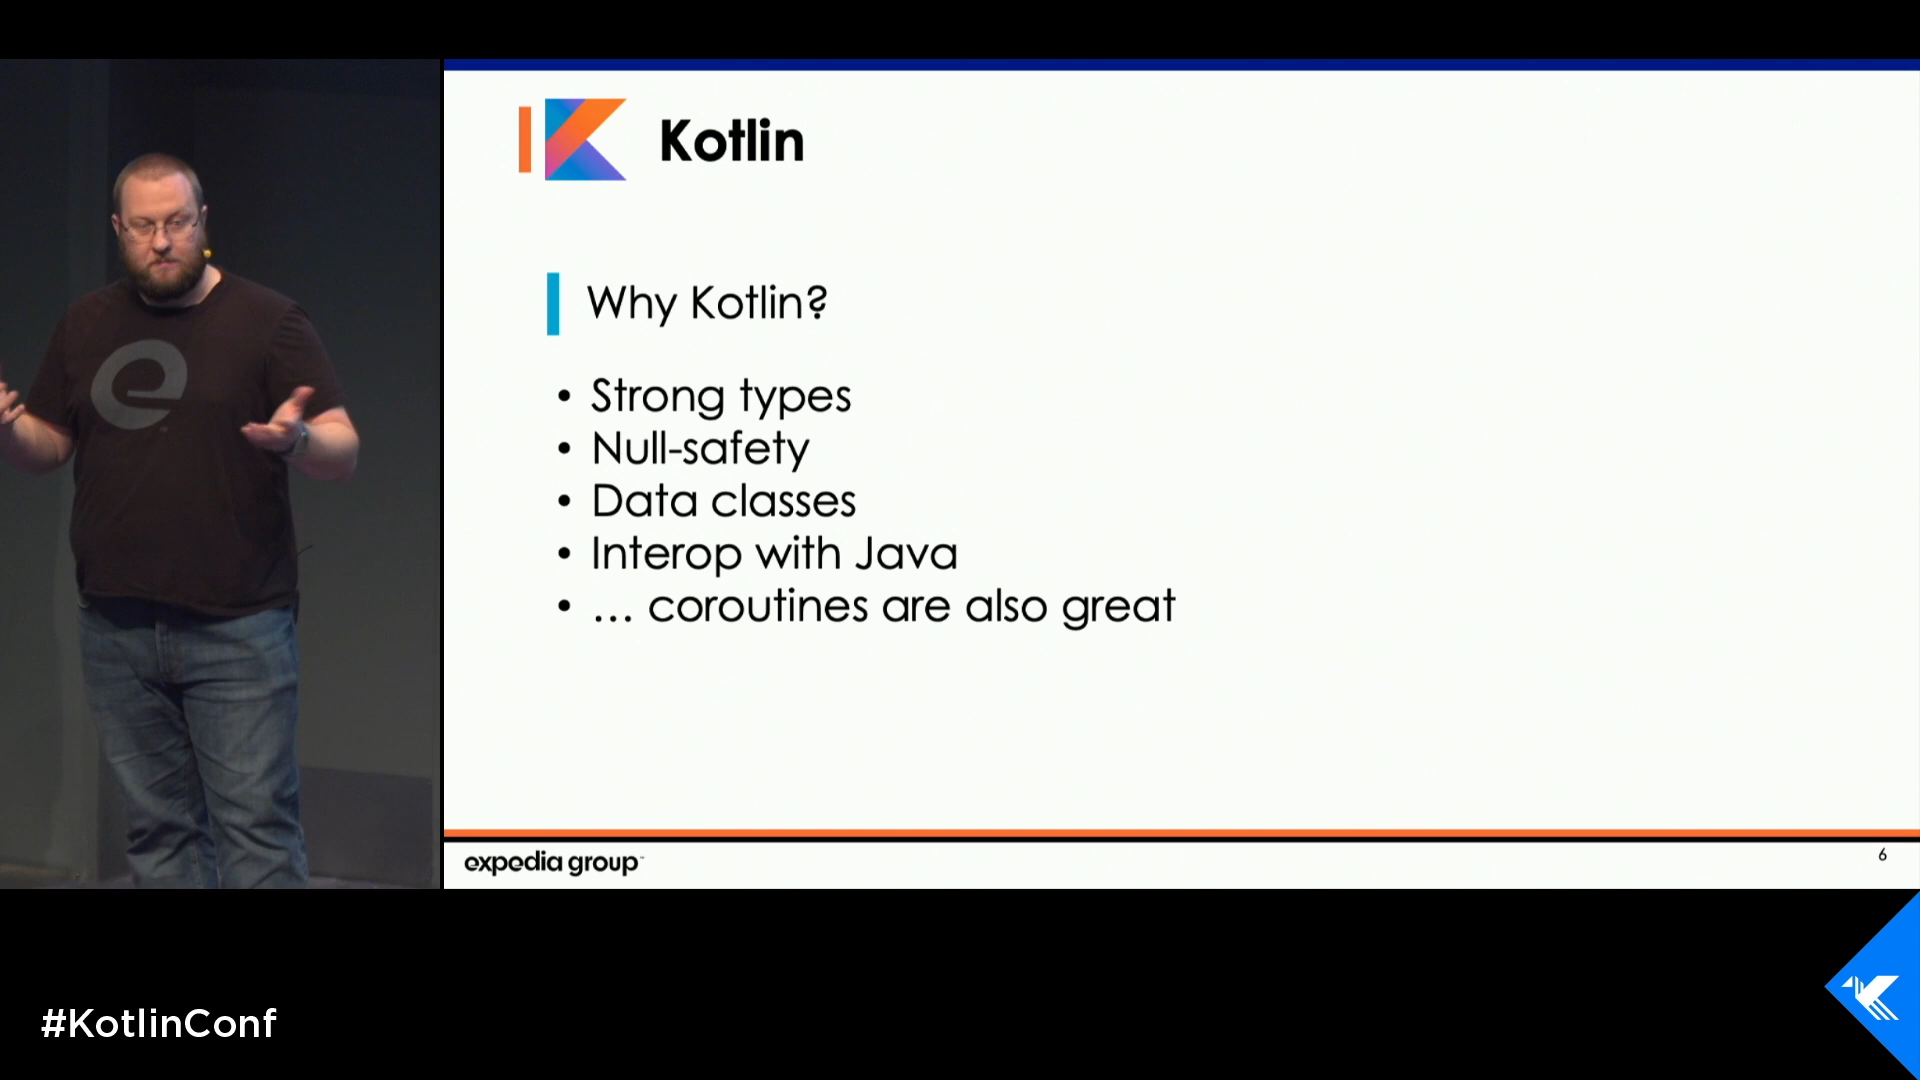 Kotlin
Why Kotlin?
• Strong types
• Null-safety
• Data classes
• Interop with Java
• ... coroutines are also great
expedia group™
6
#KotlinConf